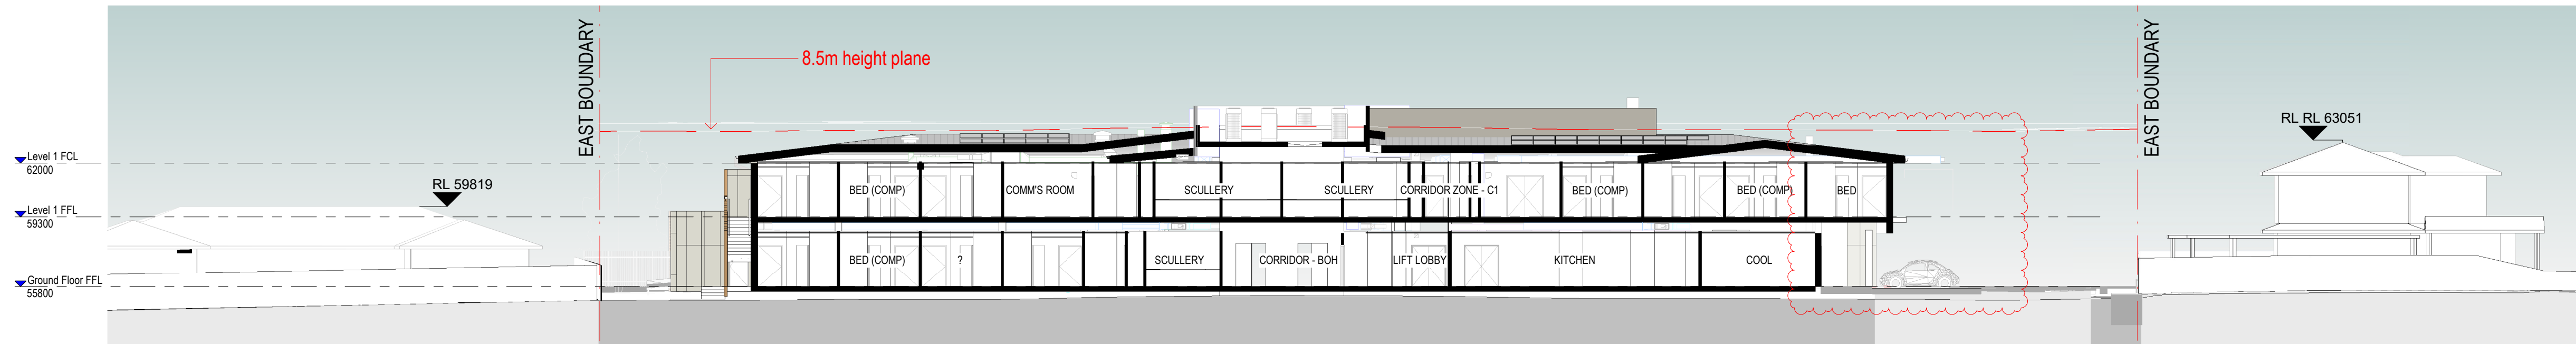 EAST BOUNDARY
8.5m height plane
EAST BOUNDARY
RL RL 63051
Level 1 FCL
62000
RL 59819
BED (COMP)
COMM'S ROOM
SCULLERY
SCULLERY
CORRIDOR ZONE - C1
BED (COMP)
BED (COMP)
BED
Level 1 FFL
59300
BED (COMP)
?
SCULLERY
CORRIDOR - BOH
LIFT LOBBY
KITCHEN
COOL
Ground Floor FFL
55800